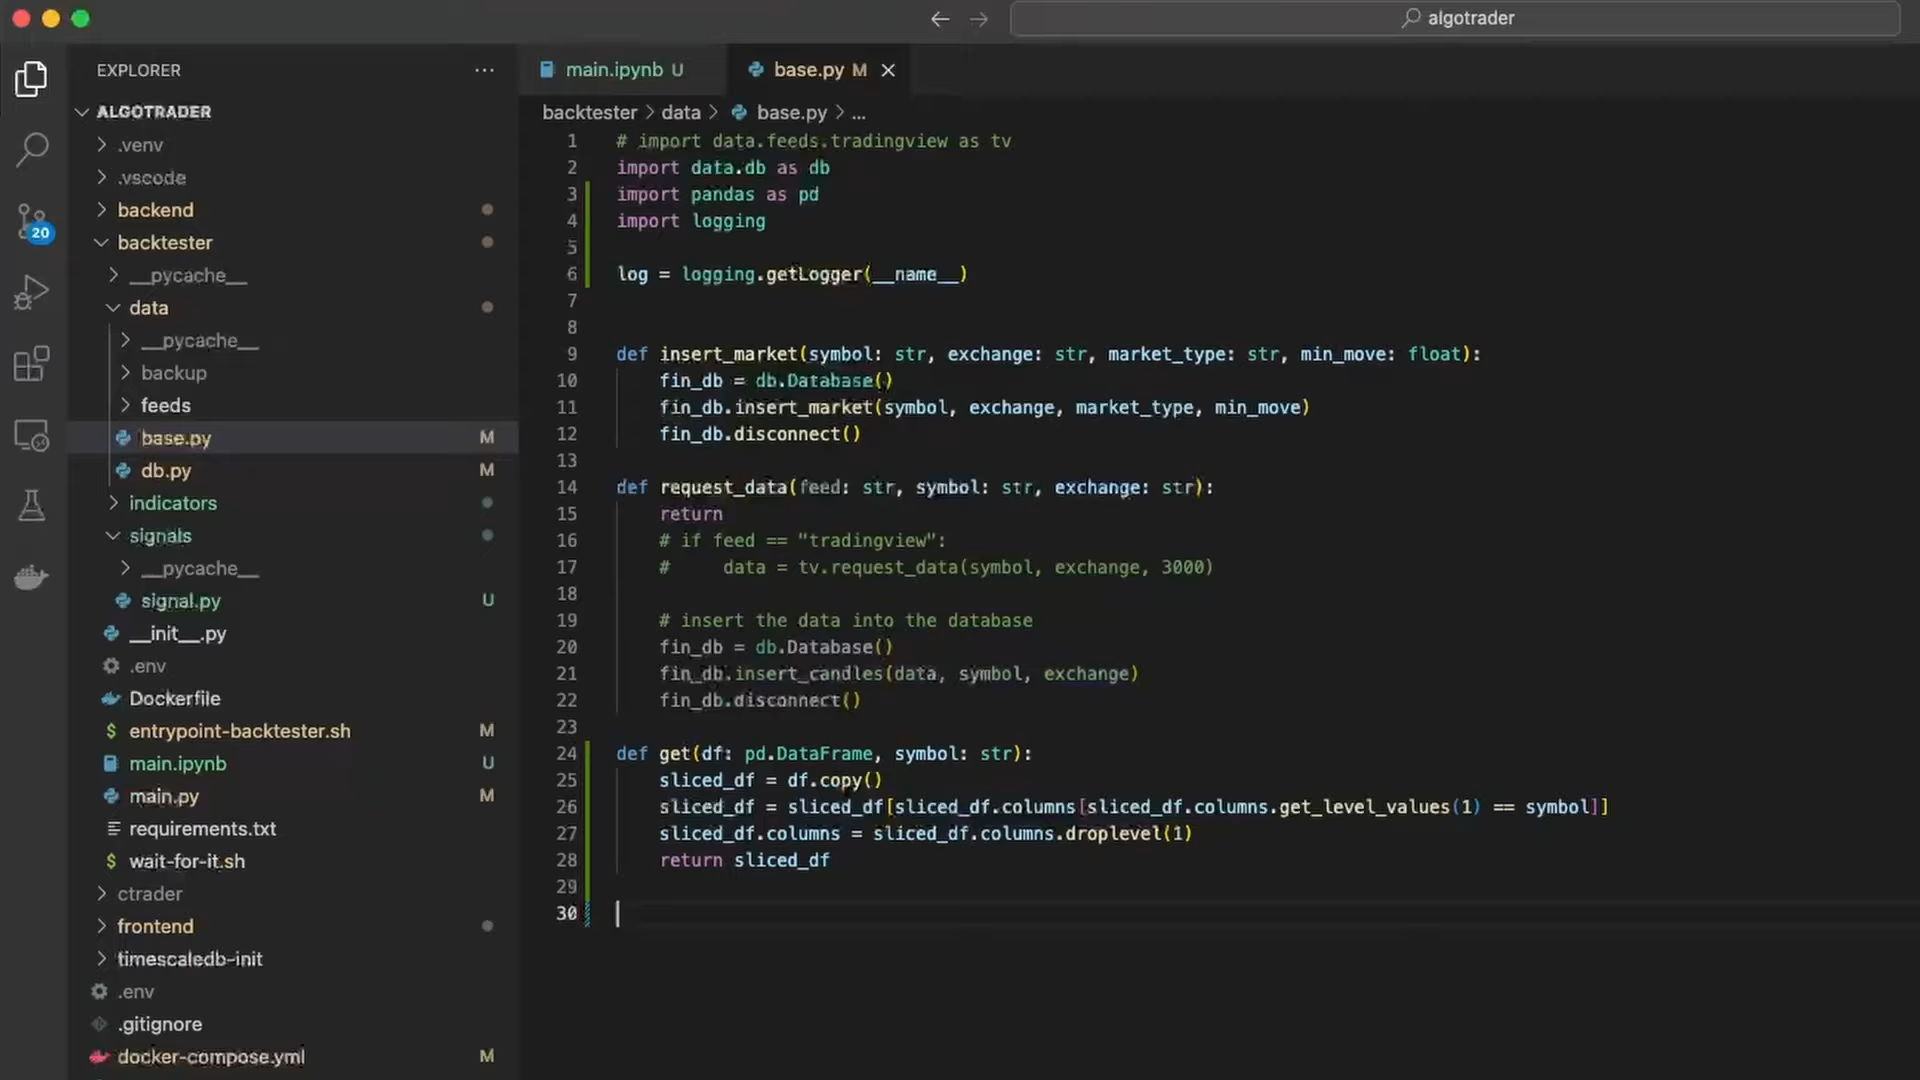 algotrader
EXPLORER
ALGOTRADER
.venv
.vscode
backend
20
backtester
__pycache__
data
__pycache__
backup
feeds
base.py M
db.py M
indicators
signals
__pycache__
signal.py U
__init__.py
.env
Dockerfile
$ entrypoint-backtester.sh M
main.ipynb U
main.py M
requirements.txt
$ wait-for-it.sh
ctrader
frontend
timescaledb-init
.env
.gitignore
docker-compose.yml M
main.ipynb U
base.py M
backtester > data > base.py > ...
1 # import data.feeds.tradingview as tv
2 import data.db as db
3 import pandas as pd
4 import logging
5
6 log = logging.getLogger(__name__)
7
8
9 def insert_market(symbol: str, exchange: str, market_type: str, min_move: float):
10 fin_db = db.Database()
11 fin_db.insert_market(symbol, exchange, market_type, min_move)
12 fin_db.disconnect()
13
14 def request_data(feed: str, symbol: str, exchange: str):
15 return
16 # if feed == "tradingview":
17 #     data = tv.request_data(symbol, exchange, 3000)
18
19 # insert the data into the database
20 fin_db = db.Database()
21 fin_db.insert_candles(data, symbol, exchange)
22 fin_db.disconnect()
23
24 def get(df: pd.DataFrame, symbol: str):
25 sliced_df = df.copy()
26 sliced_df = sliced_df[sliced_df.columns[sliced_df.columns.get_level_values(1) == symbol]]
27 sliced_df.columns = sliced_df.columns.droplevel(1)
28 return sliced_df
29
30